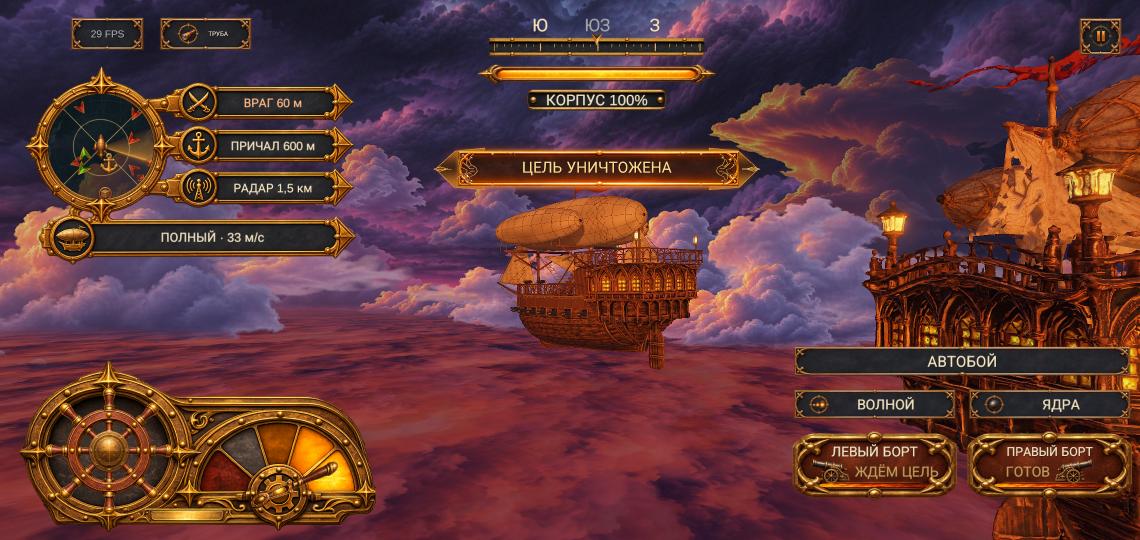 29 FPS
ТРУБА
Ю ЮЗ З
КОРПУС 100%
ВРАГ 60 м
ПРИЧАЛ 600 м
РАДАР 1,5 км
ПОЛНЫЙ · 33 м/с
ЦЕЛЬ УНИЧТОЖЕНА
АВТОБОЙ
ВОЛНОЙ
ЯДРА
ЛЕВЫЙ БОРТ
ЖДЁМ ЦЕЛЬ
ПРАВЫЙ БОРТ
ГОТОВ